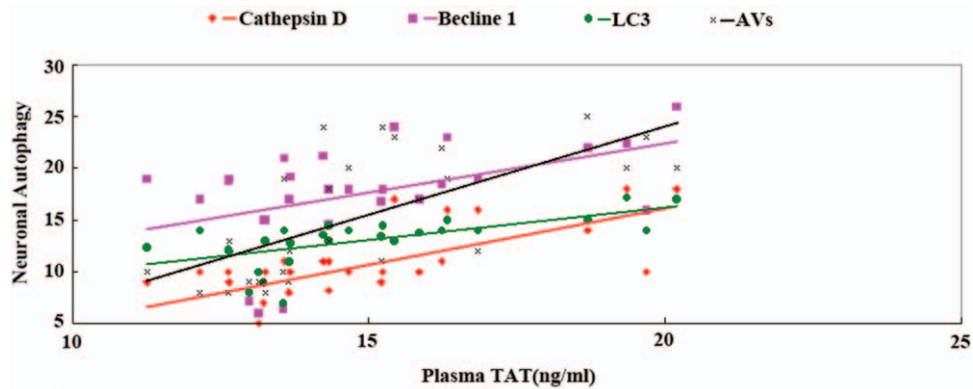 Cathepsin D Becline 1 LC3 AVs
30
25
20
15
10
5
Neuronal Autophagy
10 15 20 25
Plasma TAT(ng/ml)